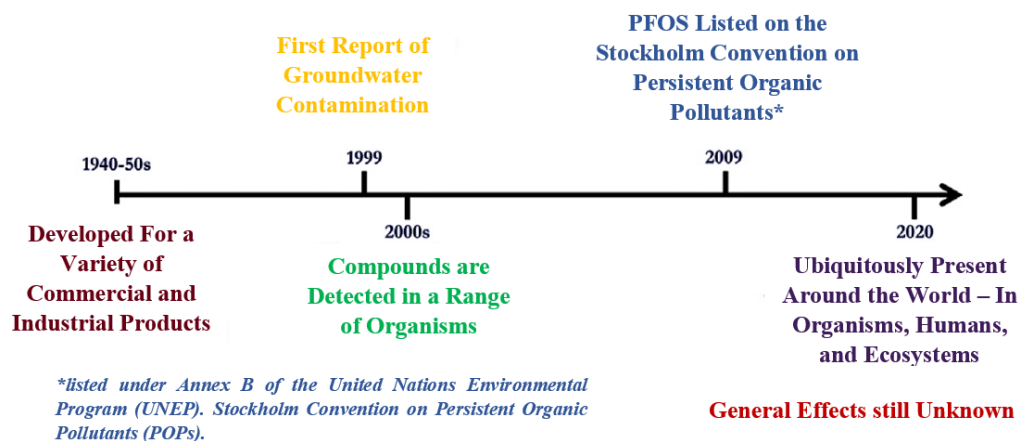 First Report of
Groundwater
Contamination
PFOS Listed on the
Stockholm Convention on
Persistent Organic
Pollutants*
1940-50s
1999
2009
2000s
2020
Developed For a
Variety of
Commercial and
Industrial Products
Compounds are
Detected in a Range
of Organisms
Ubiquitously Present
Around the World – In
Organisms, Humans,
and Ecosystems
*listed under Annex B of the United Nations Environmental
Program (UNEP). Stockholm Convention on Persistent Organic
Pollutants (POPs).
General Effects still Unknown